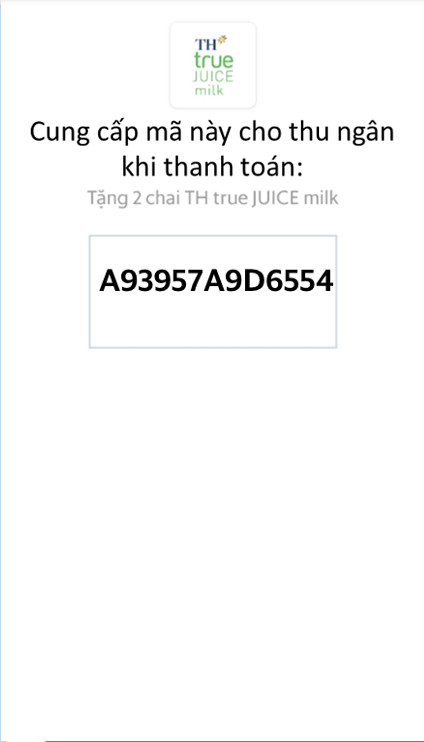 TH
true
JUICE
milk
Cung cấp mã này cho thu ngân
khi thanh toán:
Tặng 2 chai TH true JUICE milk
A93957A9D6554